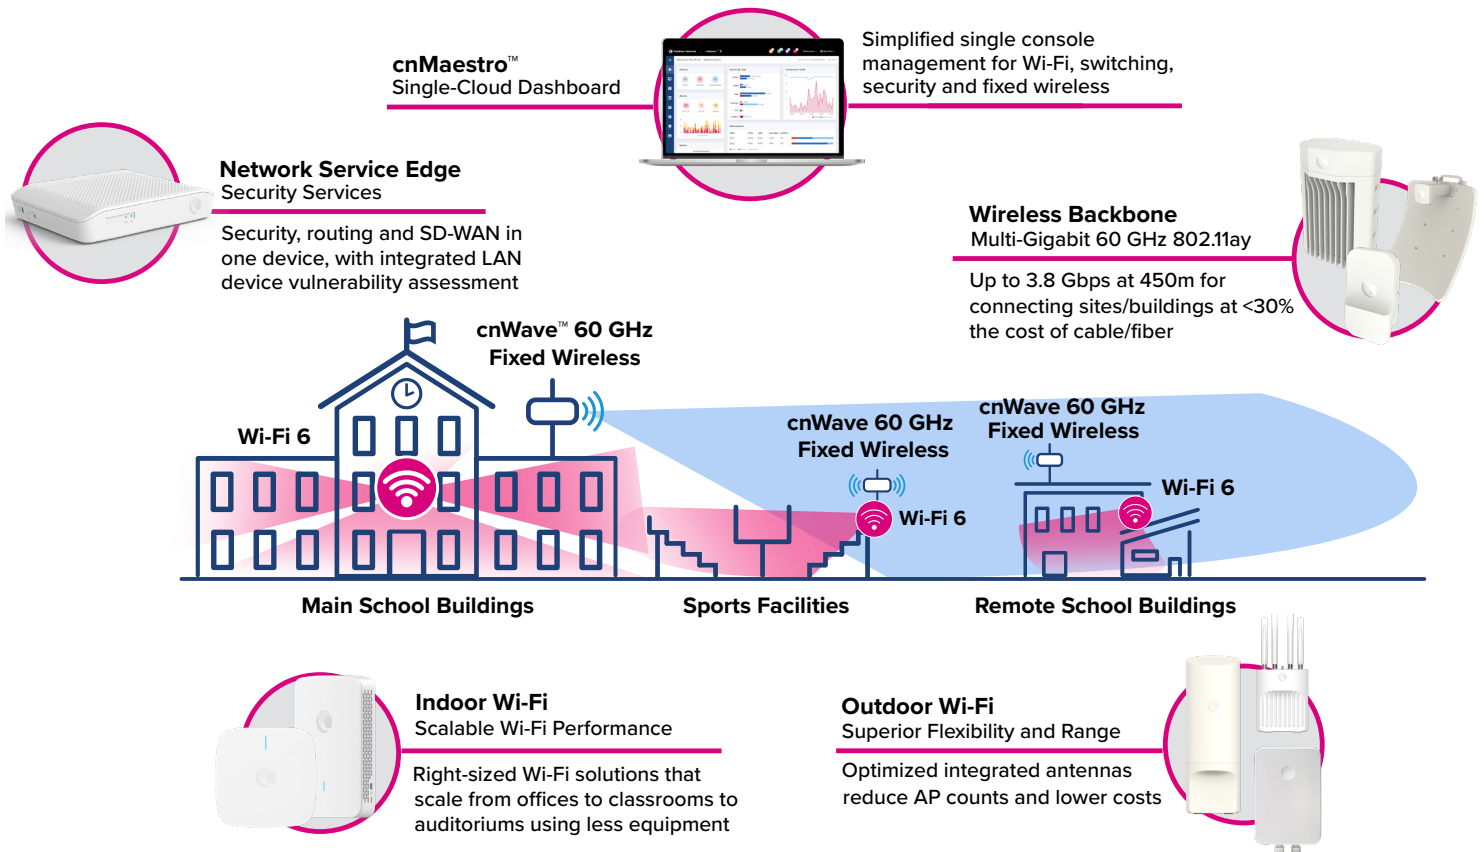 cnMaestro™
Single-Cloud Dashboard
Simplified single console
management for Wi-Fi, switching,
security and fixed wireless
Network Service Edge
Security Services
Security, routing and SD-WAN in
one device, with integrated LAN
device vulnerability assessment
Wireless Backbone
Multi-Gigabit 60 GHz 802.11ay
Up to 3.8 Gbps at 450m for
connecting sites/buildings at <30%
the cost of cable/fiber
cnWave™ 60 GHz
Fixed Wireless
Wi-Fi 6
cnWave 60 GHz
Fixed Wireless
Wi-Fi 6
cnWave 60 GHz
Fixed Wireless
Wi-Fi 6
Main School Buildings
Sports Facilities
Remote School Buildings
Indoor Wi-Fi
Scalable Wi-Fi Performance
Right-sized Wi-Fi solutions that
scale from offices to classrooms to
auditoriums using less equipment
Outdoor Wi-Fi
Superior Flexibility and Range
Optimized integrated antennas
reduce AP counts and lower costs